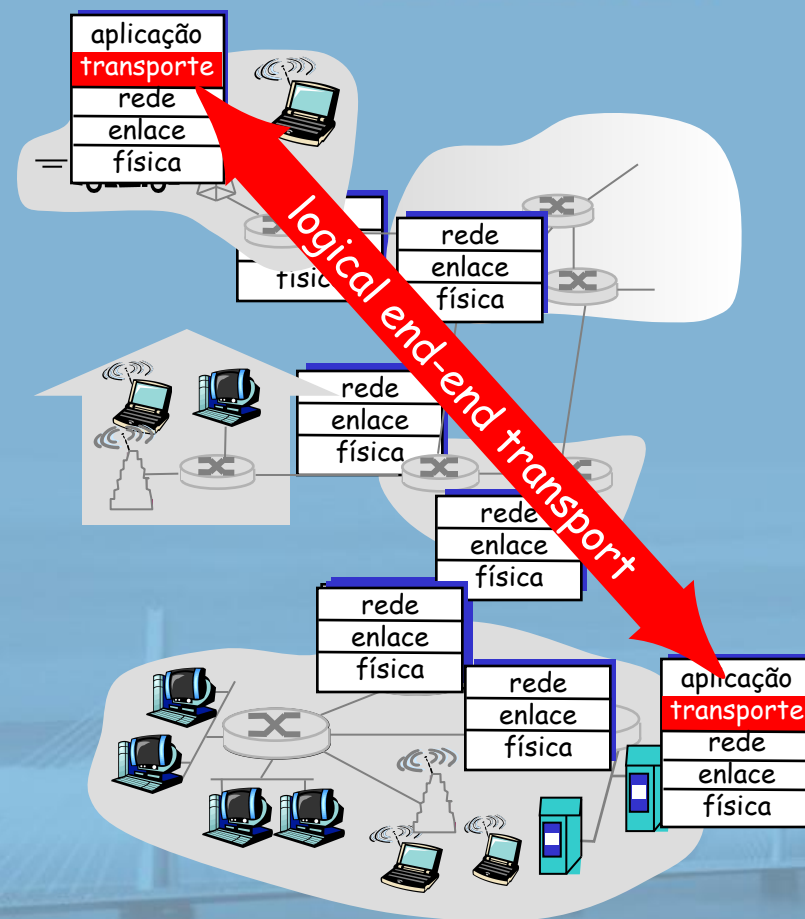 aplicação
transporte
rede
enlace
física
física
rede
enlace
física
logical end-end transport
rede
enlace
física
rede
enlace
física
rede
enlace
física
rede
enlace
física
aplicação
transporte
rede
enlace
física